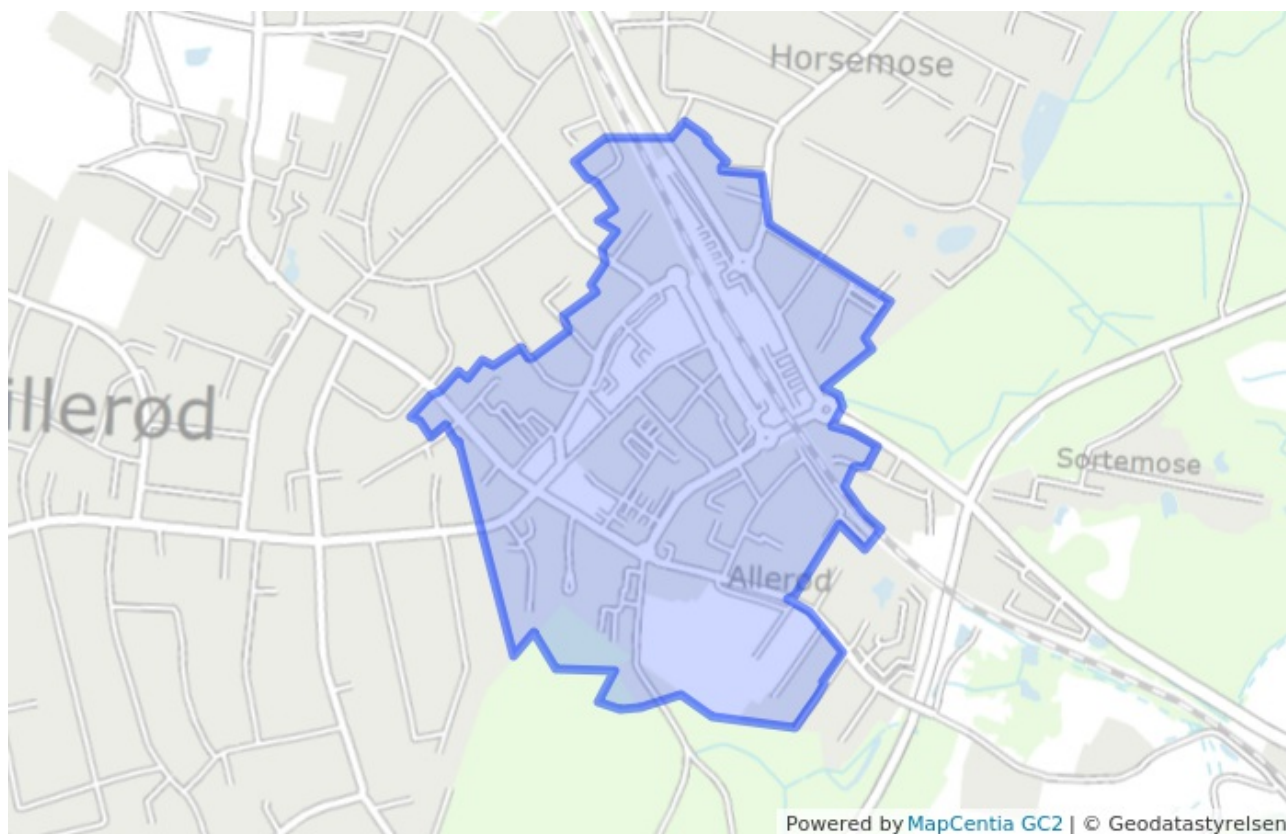 Horsemose
illerød
Sortemose
Allerød
Powered by MapCentia GC2 | © Geodatastyrelsen